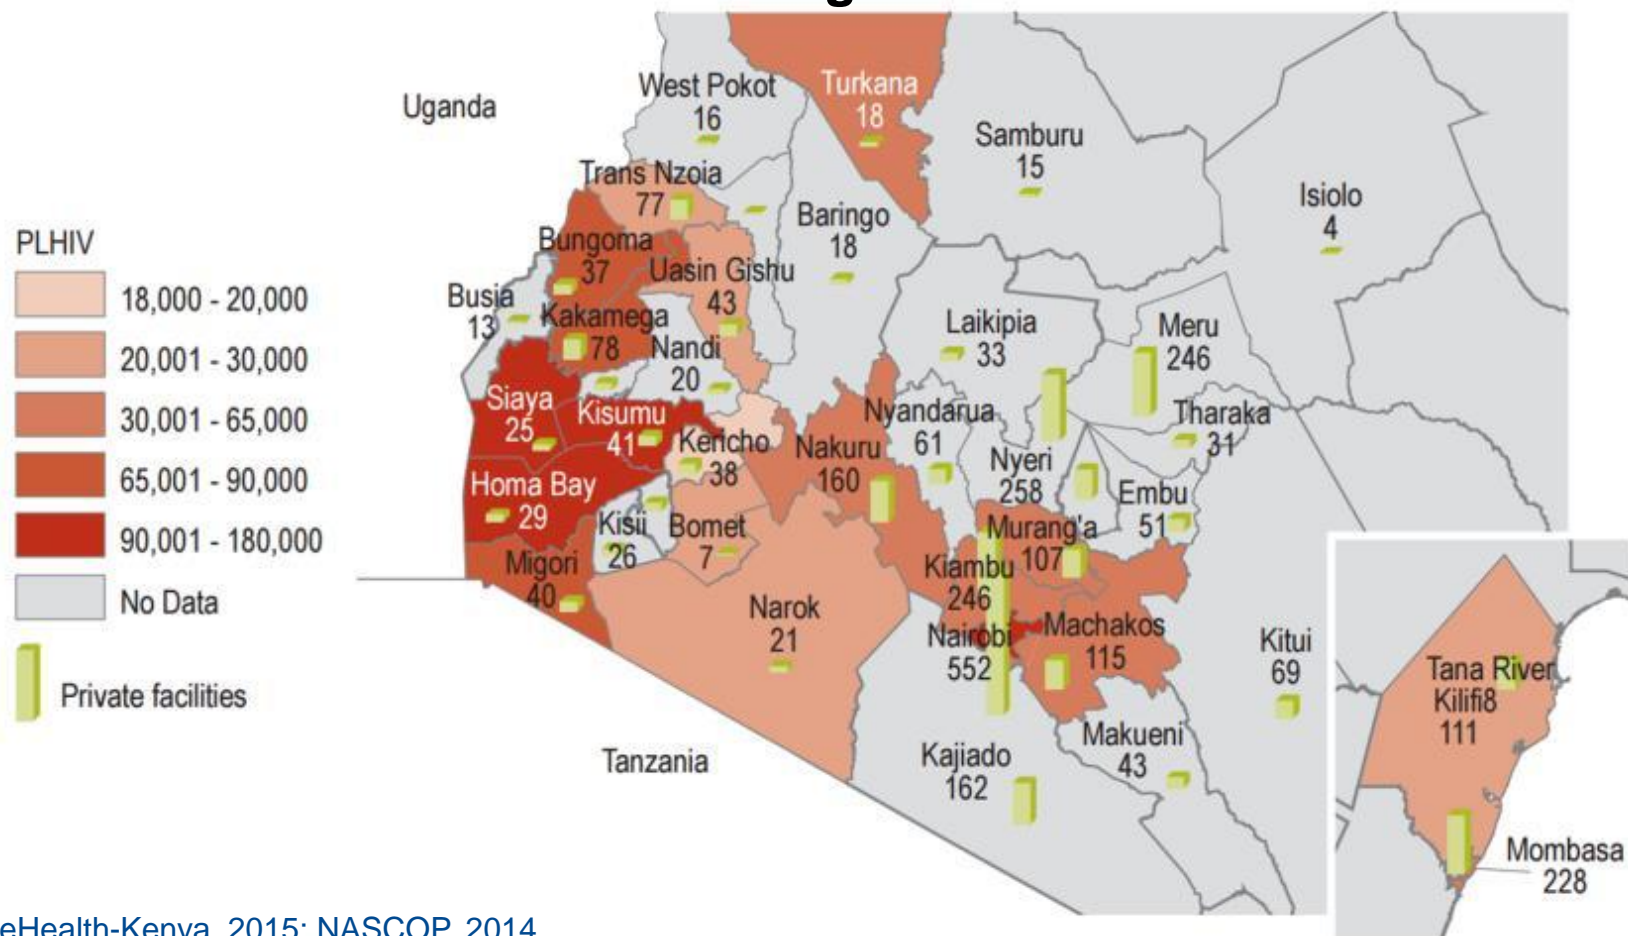 Uganda
West Pokot
16
Turkana
18
Samburu
15
Isiolo
4
Trans Nzoia
77
Baringo
18
PLHIV
18,000 - 20,000
20,001 - 30,000
30,001 - 65,000
65,001 - 90,000
90,001 - 180,000
No Data
Private facilities
Bungoma
37
Uasin Gishu
43
Busia
13
Kakamega
78
Nandi
20
Laikipia
33
Meru
246
Siaya
25
Kisumu
41
Kericho
38
Nakuru
160
Nyandarua
61
Nyeri
258
Tharaka
31
Homa Bay
29
Kisii
26
Bomet
7
Embu
51
Murang'a
107
Migori
40
Kiambu
246
Narok
21
Nairobi
552
Machakos
115
Kitui
69
Tana River
Kilifi8
111
Tanzania
Kajiado
162
Makueni
43
Mombasa
228
eHealth-Kenya, 2015; NASCOP, 2014